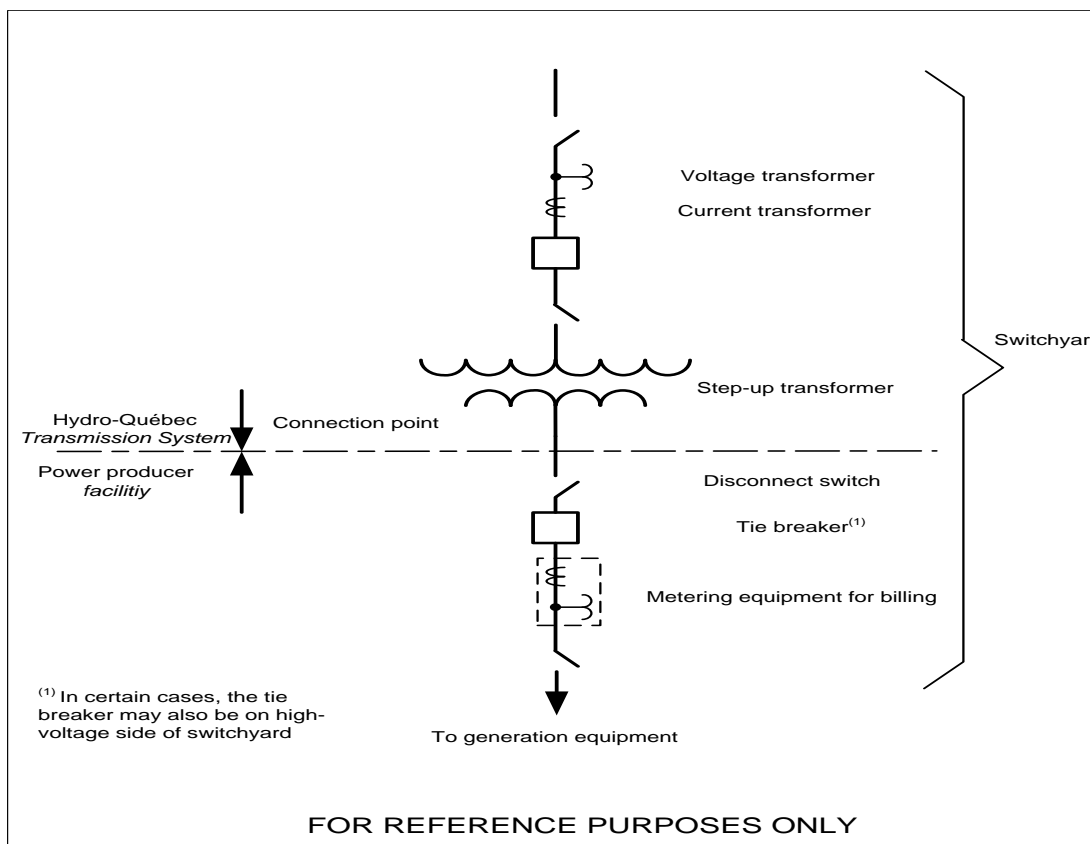 Voltage transformer
Current transformer
Switchyar
Step-up transformer
Hydro-Québec
Transmission System
Connection point
Power producer
facilitiy
Disconnect switch
Tie breaker(1)
Metering equipment for billing
(1) In certain cases, the tie
breaker may also be on high-
voltage side of switchyard
To generation equipment
FOR REFERENCE PURPOSES ONLY